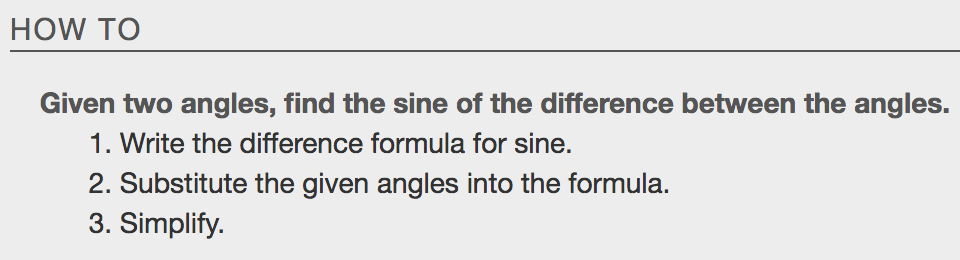 HOW TO
Given two angles, find the sine of the difference between the angles.
1. Write the difference formula for sine.
2. Substitute the given angles into the formula.
3. Simplify.